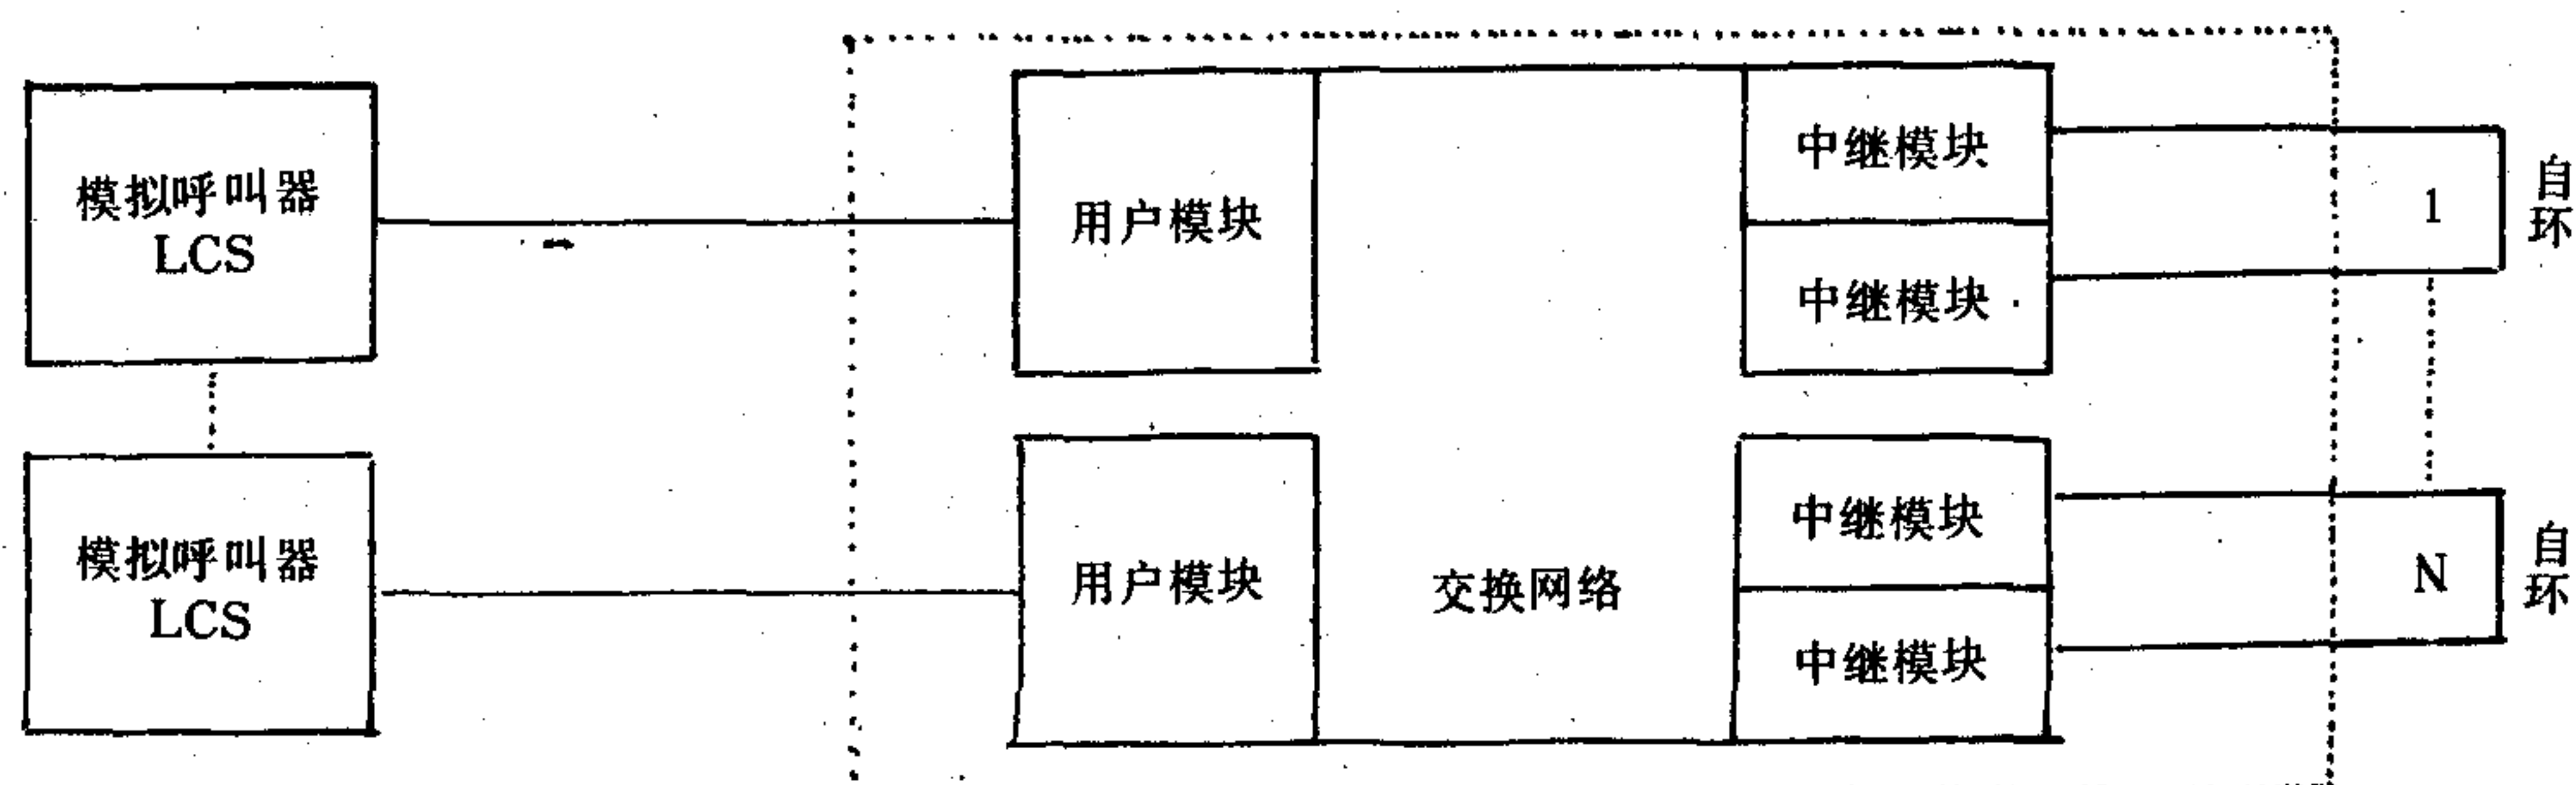 模拟呼叫器
LCS
用户模块
中继模块
中继模块
1
自环
模拟呼叫器
LCS
用户模块
交换网络
中继模块
中继模块
N
自环